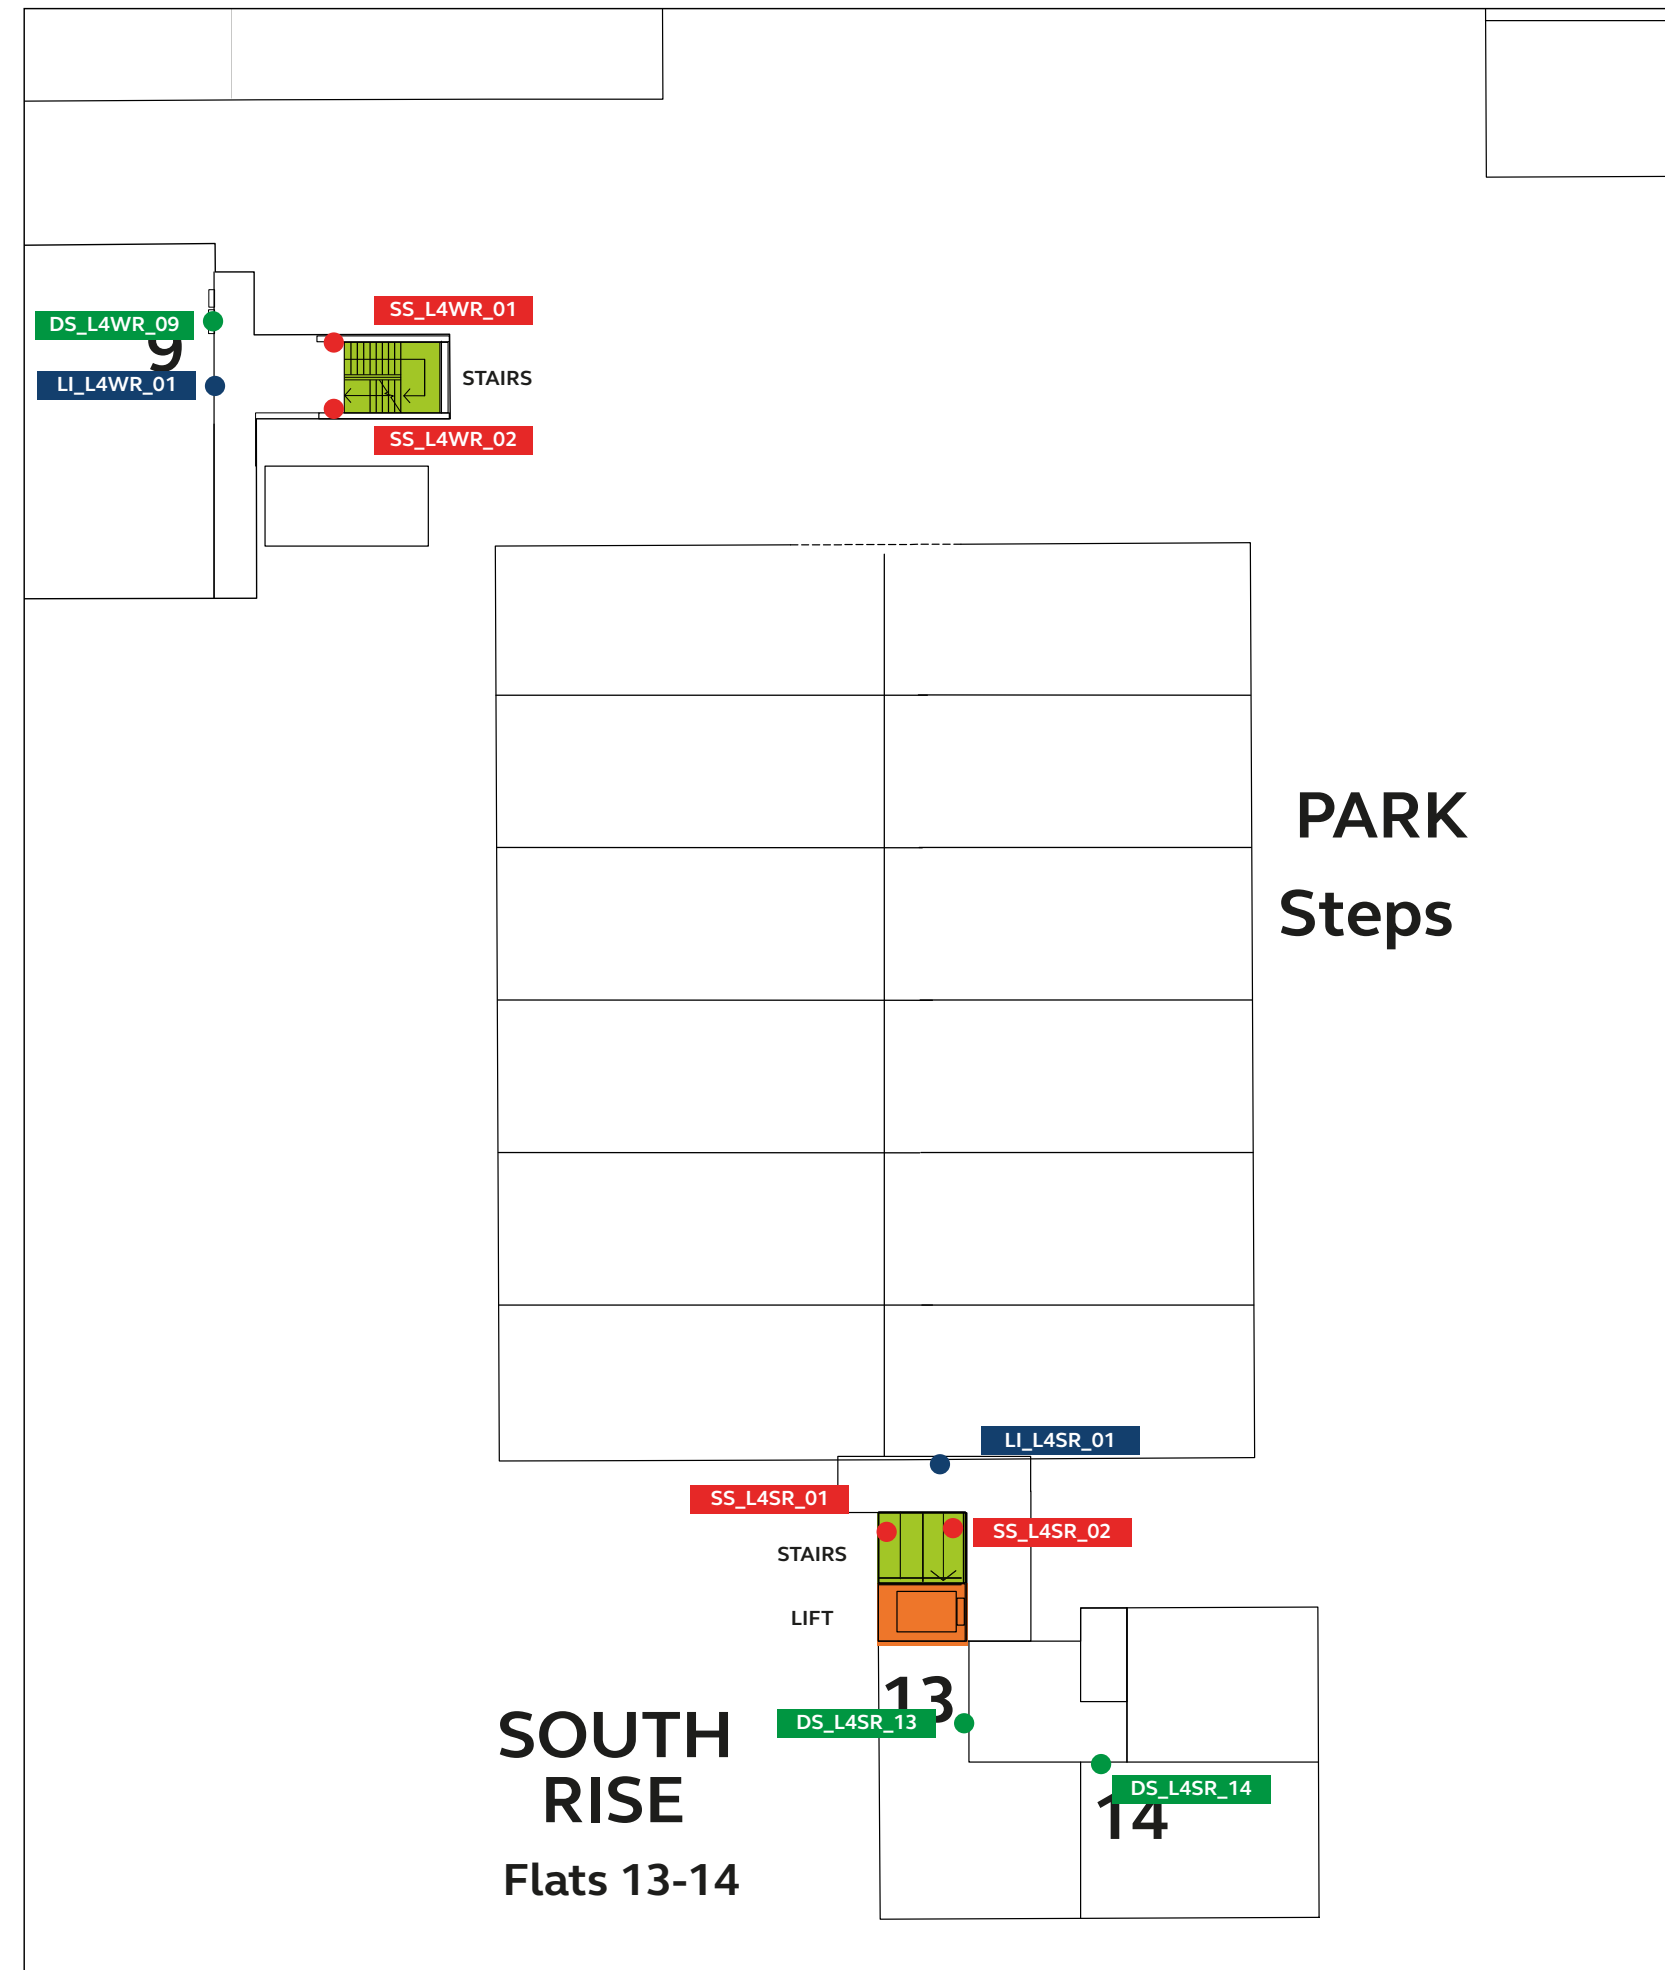 SS_L4WR_01
DS_L4WR_09
9
STAIRS
LI_L4WR_01
SS_L4WR_02
PARK
Steps
LI_L4SR_01
SS_L4SR_01
SS_L4SR_02
STAIRS
LIFT
13
DS_L4SR_13
SOUTH
RISE
DS_L4SR_14
14
Flats 13-14